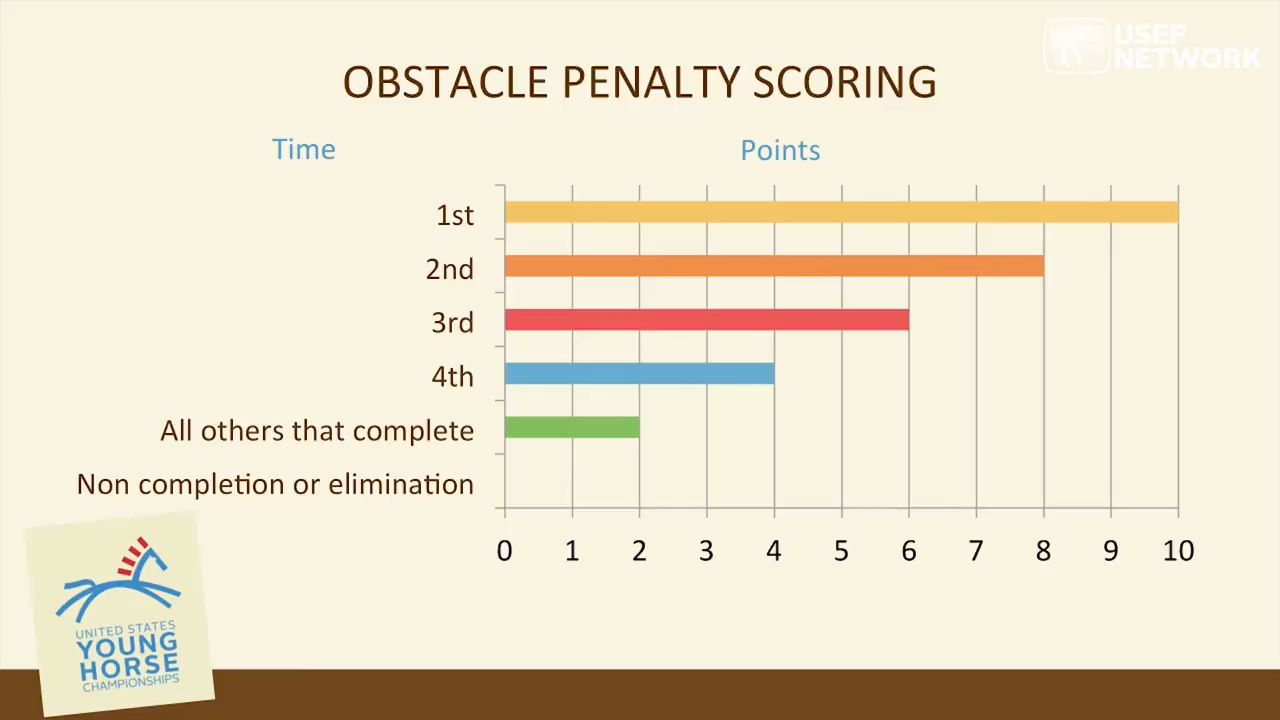 USEF
NETWORK
OBSTACLE PENALTY SCORING
Time
Points
1st
2nd
3rd
4th
All others that complete
Non completion or elimination
0 1 2 3 4 5 6 7 8 9 10
UNITED STATES
YOUNG
HORSE
CHAMPIONSHIPS